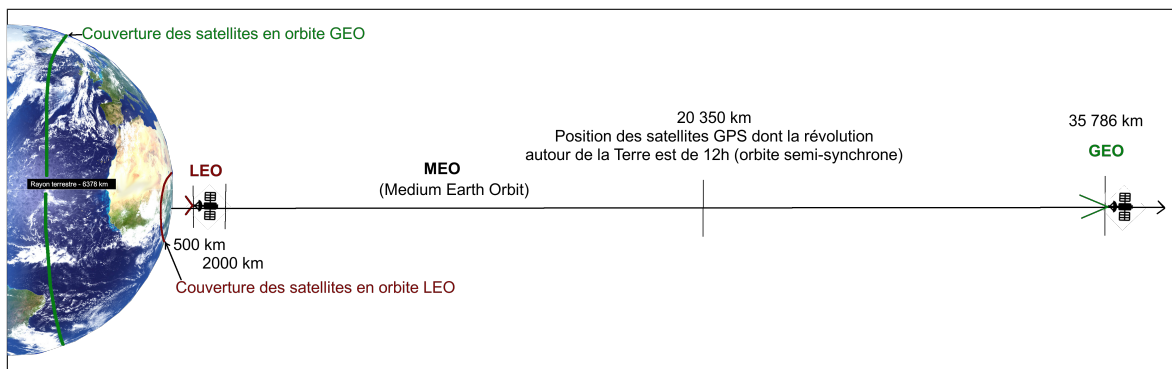 Couverture des satellites en orbite GEO
20 350 km
Position des satellites GPS dont la révolution
autour de la Terre est de 12h (orbite semi-synchrone)
35 786 km
GEO
LEO
MEO
(Medium Earth Orbit)
Rayon terrestre - 6378 km
500 km
2000 km
Couverture des satellites en orbite LEO